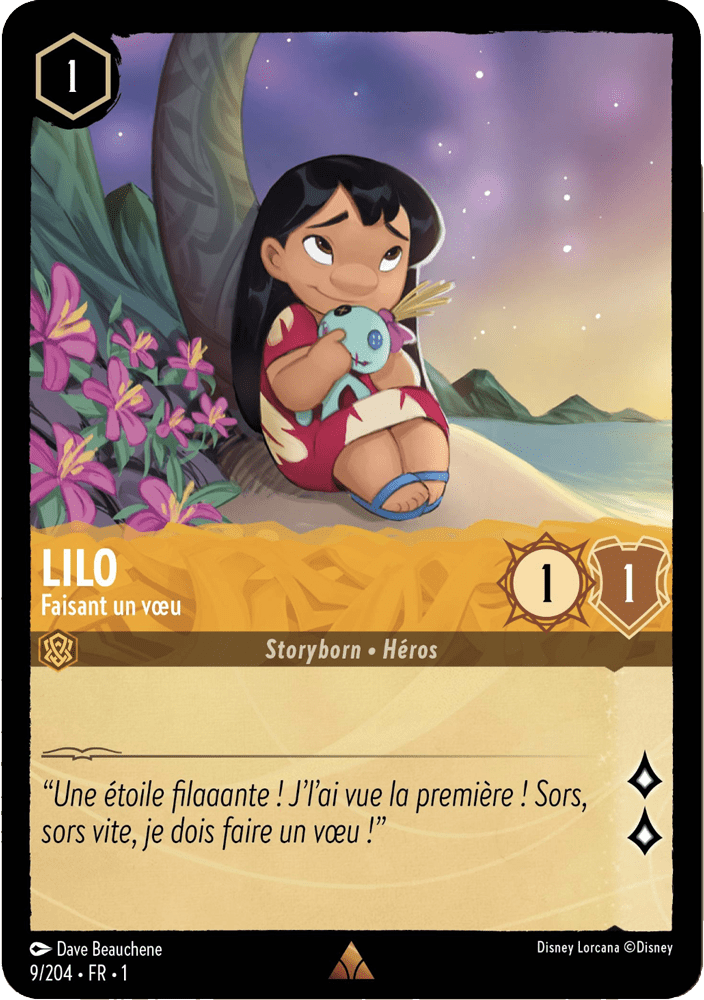 1
LILO
Faisant un vœu
1
1
Storyborn • Héros
“Une étoile filaaante ! J’l’ai vue la première ! Sors,
sors vite, je dois faire un vœu !”
Dave Beauchene
Disney Lorcana ©Disney
9/204 • FR • 1